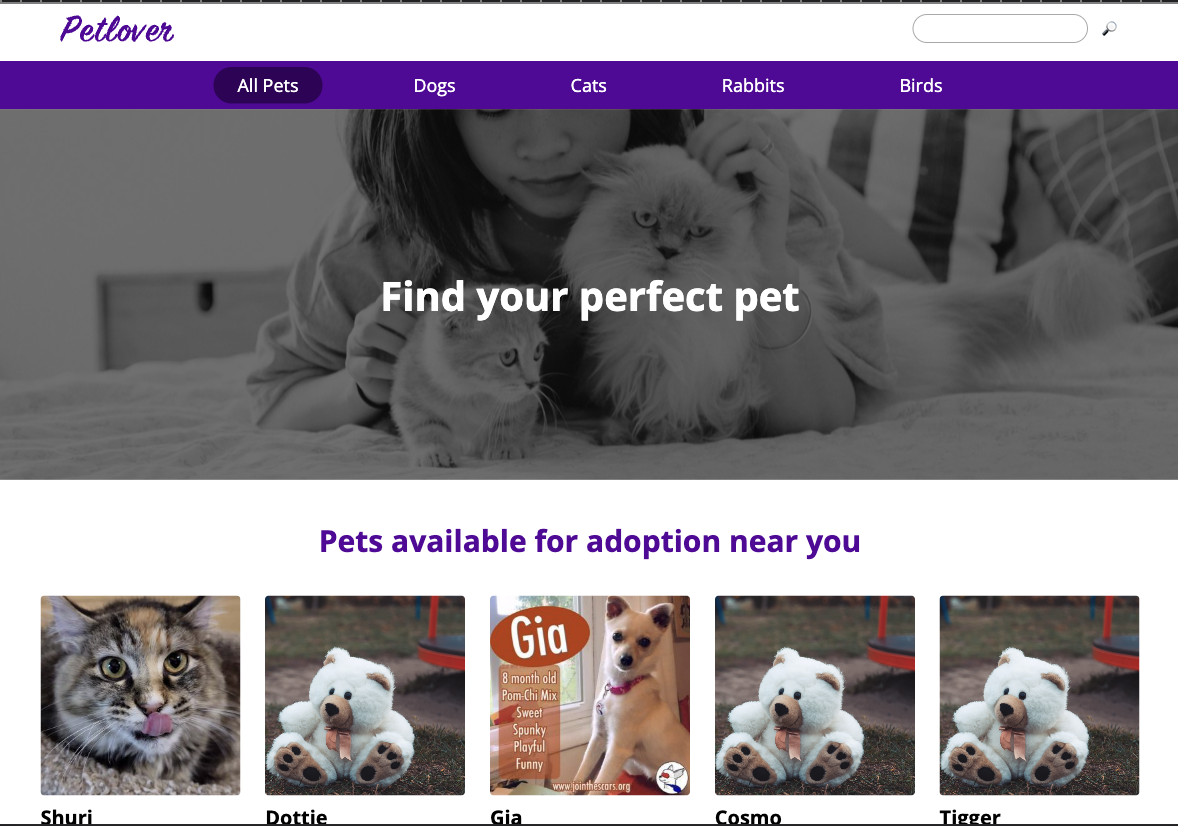 Petlover
All Pets
Dogs
Cats
Rabbits
Birds
Find your perfect pet
Pets available for adoption near you
Gia
8 month old
Pom-Chi Mix
Sweet
Spunky
Playful
Funny
www.jointhescars.org
Shuri
Dottie
Gia
Cosmo
Tigger